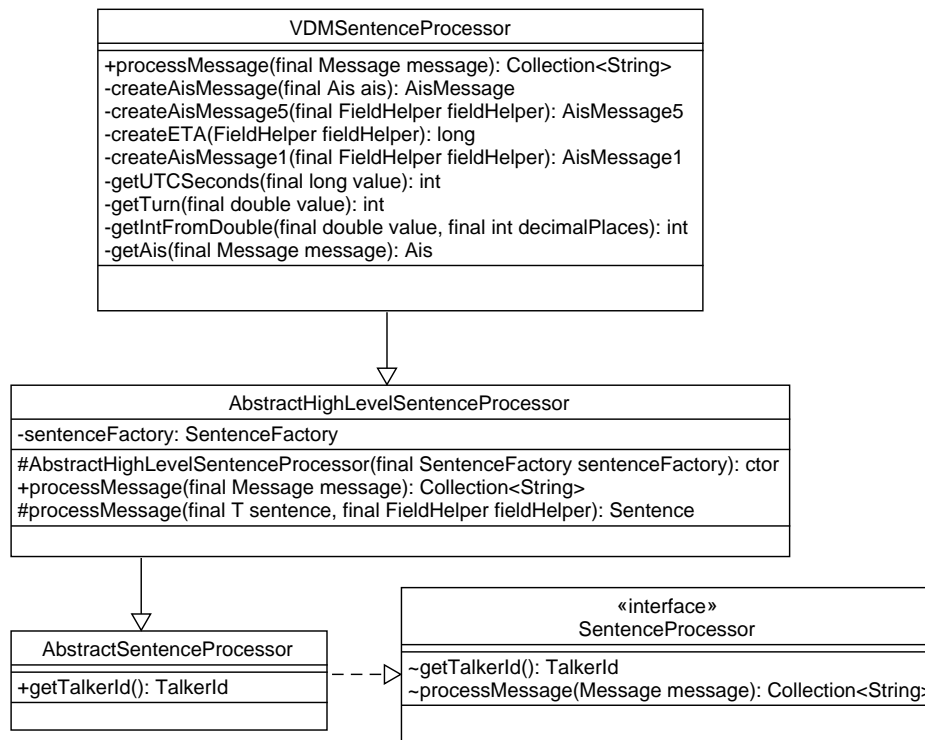 VDMSentenceProcessor
+processMessage(final Message message): Collection<String>
-createAisMessage(final Ais ais): AisMessage
-createAisMessage5(final FieldHelper fieldHelper): AisMessage5
-createETA(FieldHelper fieldHelper): long
-createAisMessage1(final FieldHelper fieldHelper): AisMessage1
-getUTCSeconds(final long value): int
-getTurn(final double value): int
-getIntFromDouble(final double value, final int decimalPlaces): int
-getAis(final Message message): Ais
AbstractHighLevelSentenceProcessor
-sentenceFactory: SentenceFactory
#AbstractHighLevelSentenceProcessor(final SentenceFactory sentenceFactory): ctor
+processMessage(final Message message): Collection<String>
#processMessage(final T sentence, final FieldHelper fieldHelper): Sentence
AbstractSentenceProcessor
+getTalkerId(): TalkerId
«interface»
SentenceProcessor
~getTalkerId(): TalkerId
~processMessage(Message message): Collection<String>